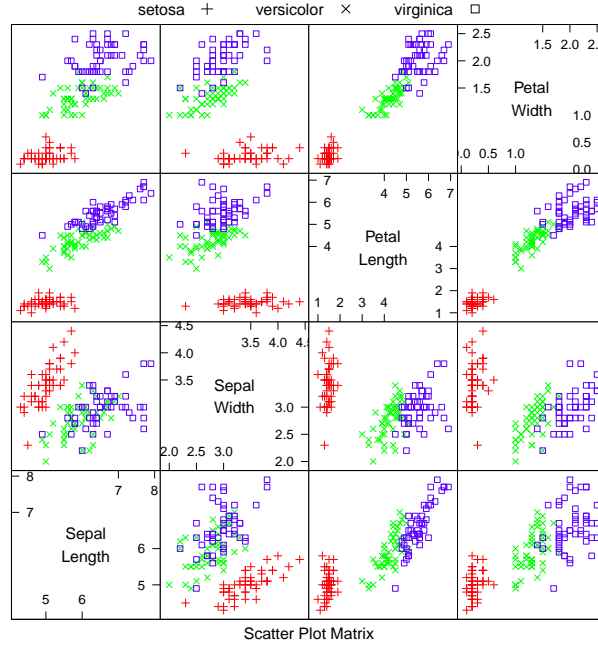 setosa + versicolor × virginica □
1.5 2.0 2.5
2.5
2.0
1.5
Petal
Width
1.0
0.5
0.0
0.0 0.5 1.0
7
6
5
4
4 5 6 7
Petal
Length
1 2 3 4
4
3
2
1
4.5
4.0
3.5
3.5 4.0 4.5
Sepal
Width
2.0 2.5 3.0
3.0
2.5
2.0
8
7
7 8
Sepal
Length
5 6
6
5
Scatter Plot Matrix